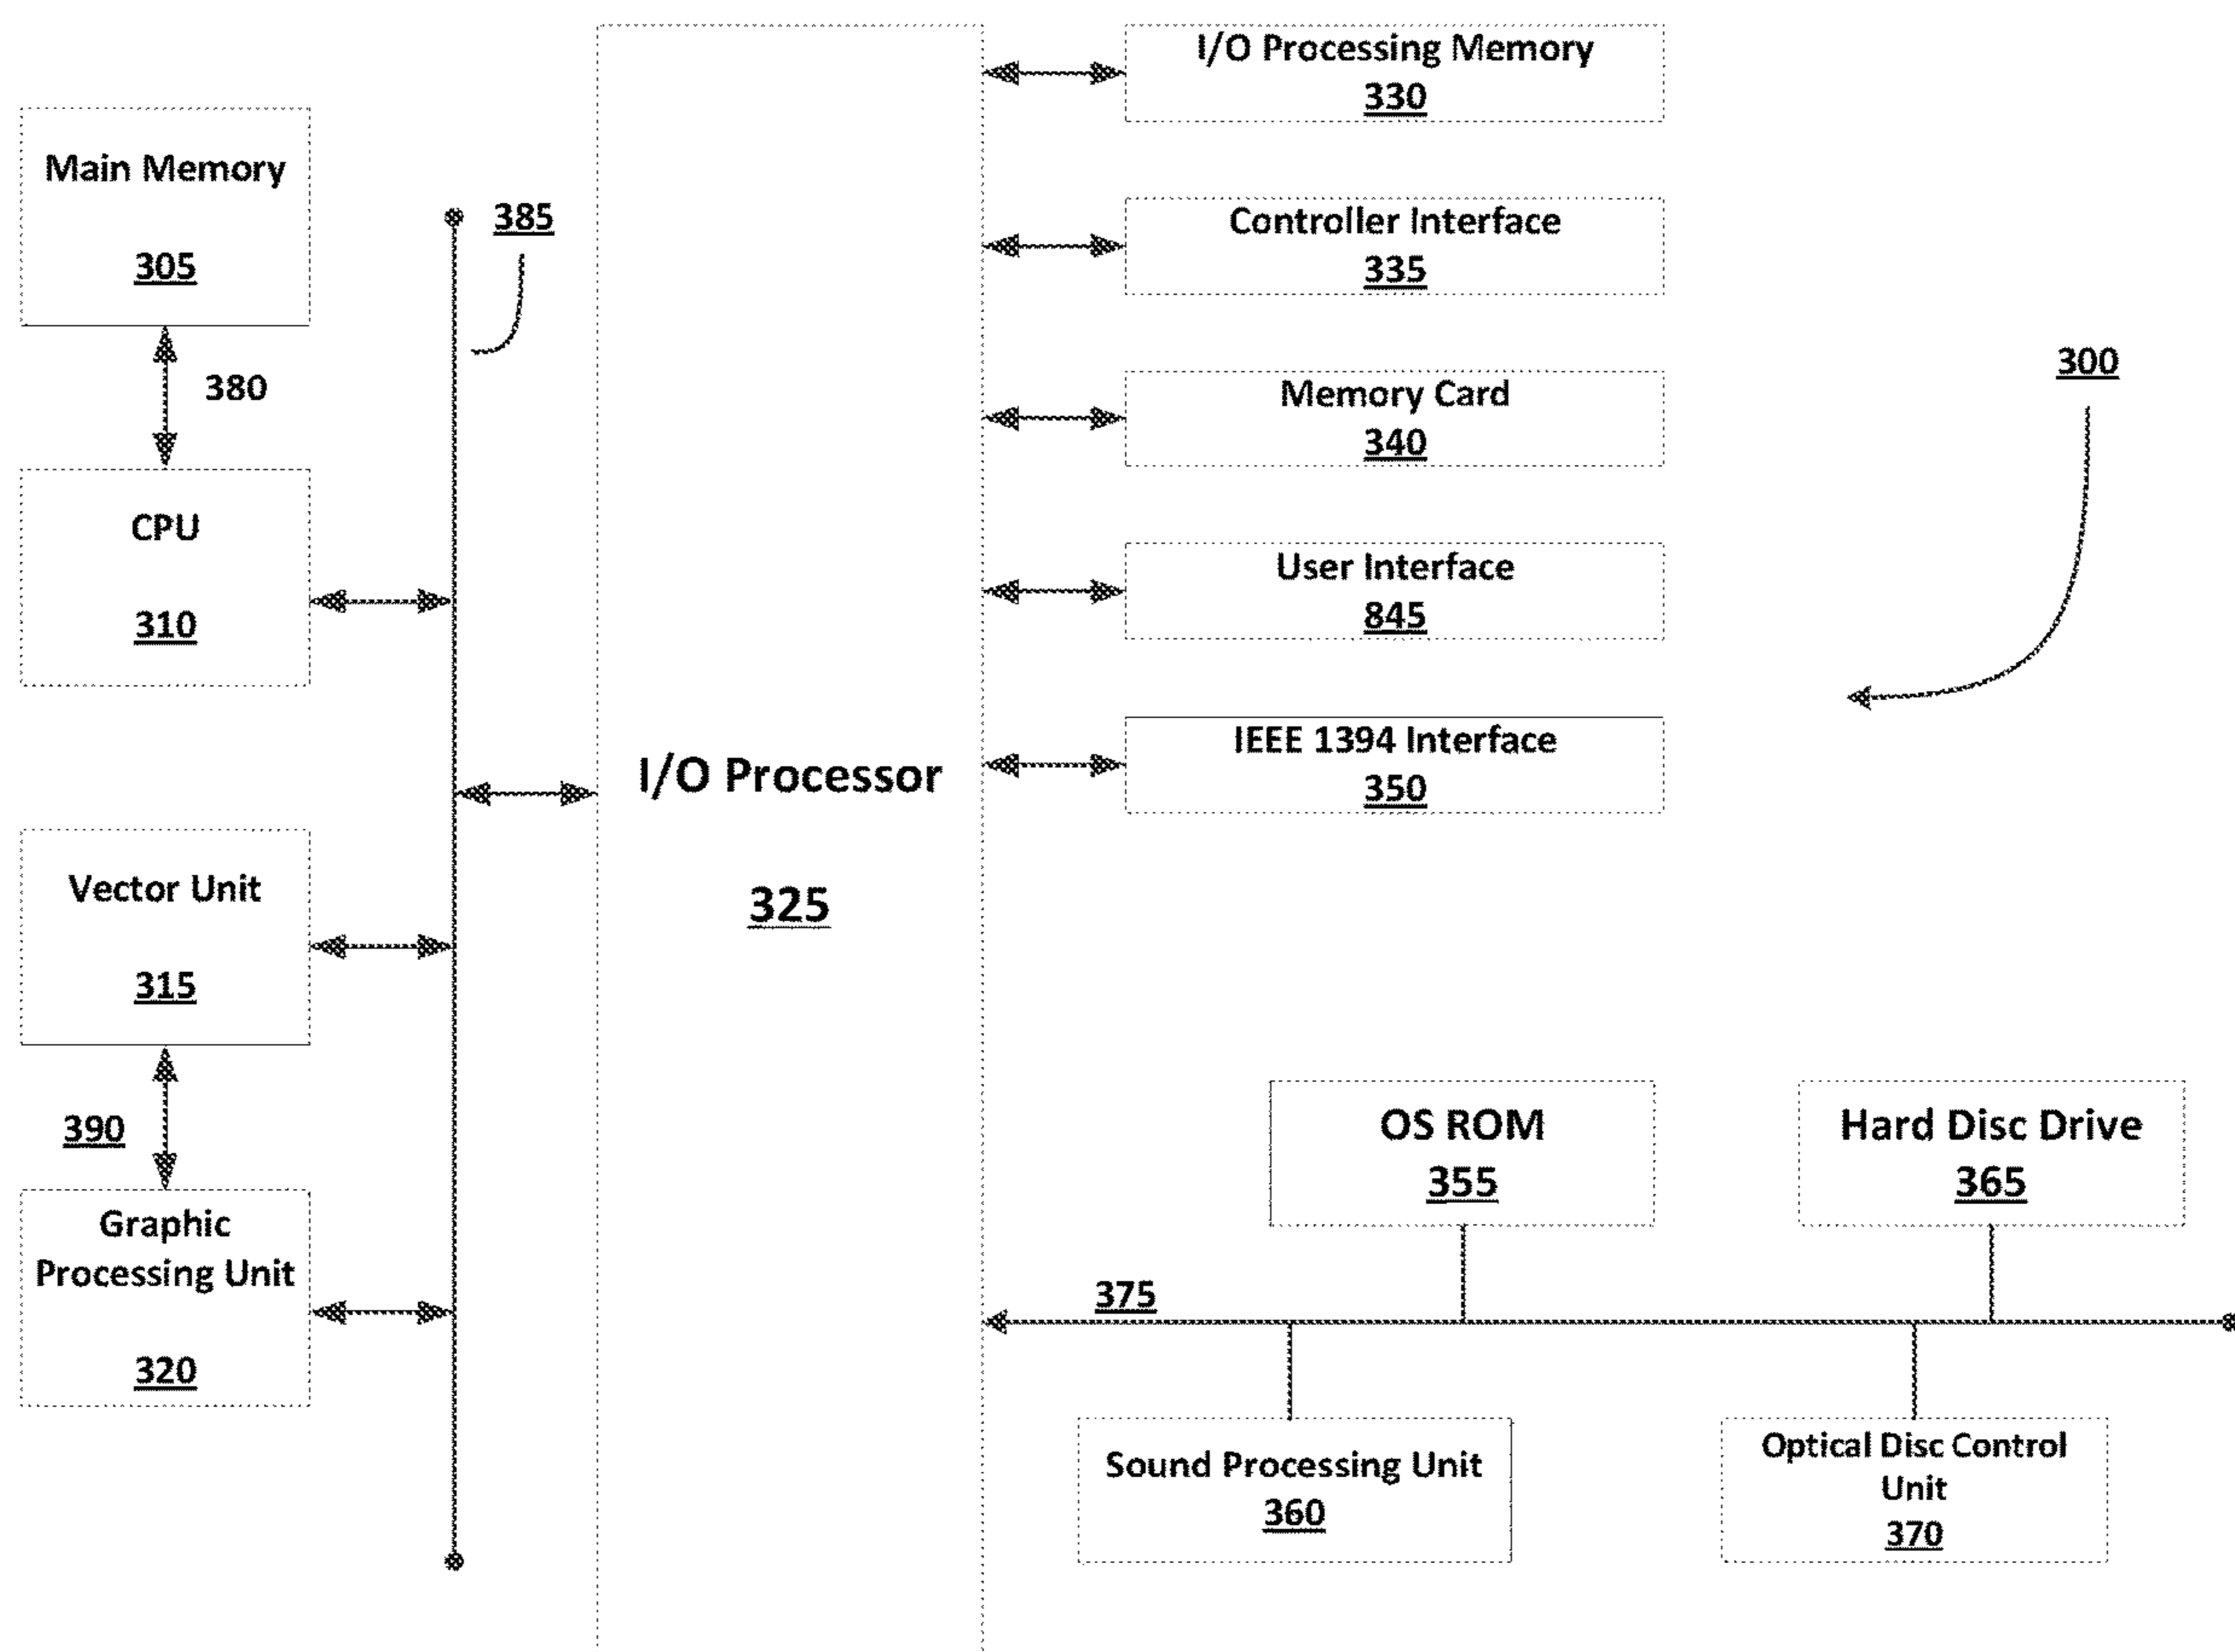 Main Memory
305
380
CPU
310
Vector Unit
315
390
Graphic
Processing Unit
320
385
I/O Processor
325
I/O Processing Memory
330
Controller Interface
335
Memory Card
340
User Interface
845
IEEE 1394 Interface
350
300
OS ROM
355
Hard Disc Drive
365
375
Sound Processing Unit
360
Optical Disc Control
Unit
370